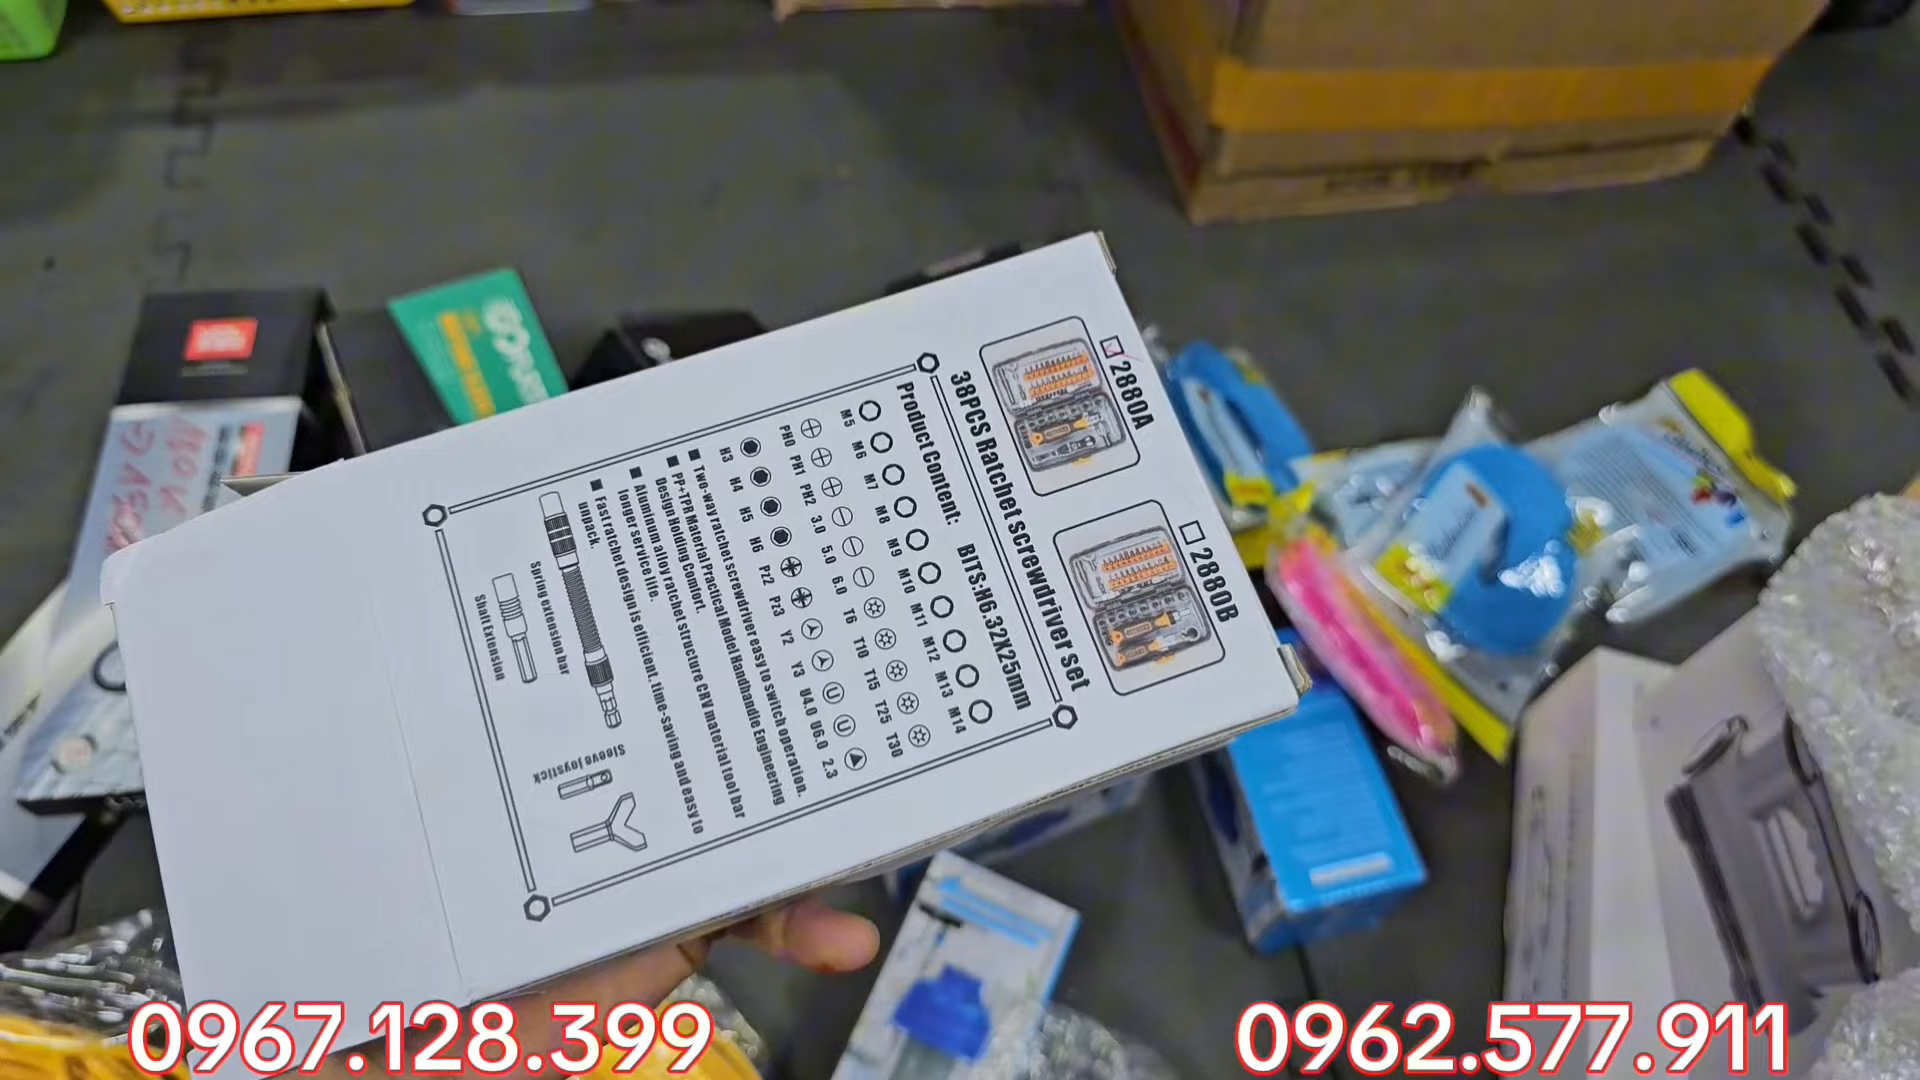 2880A
2880B
38PCS Ratchet screwdriver set
Product Content: BITS:H6.32X25mm
M5 M6 M7 M8 M9 M10 M11 M12 M13 M14
PH0 PH1 PH2 3.0 5.0 6.0 T6 T10 T15 T25 T30
H3 H4 H5 H6 Pz2 Pz3 Y2 Y3 U4.0 U6.0 2.3
Two-way ratchet screwdriver easy to switch operation.
PP+TPR Material,Practical Model Handhandle Engineering
Design Holding Comfort.
Aluminum alloy ratchet structure CRV material tool bar
longer service life.
Fast ratchet design is efficient, time-saving and easy to
unpack.
Spring extension bar
Shaft Extension
Sleeve joystick
0967.128.399
0962.577.911